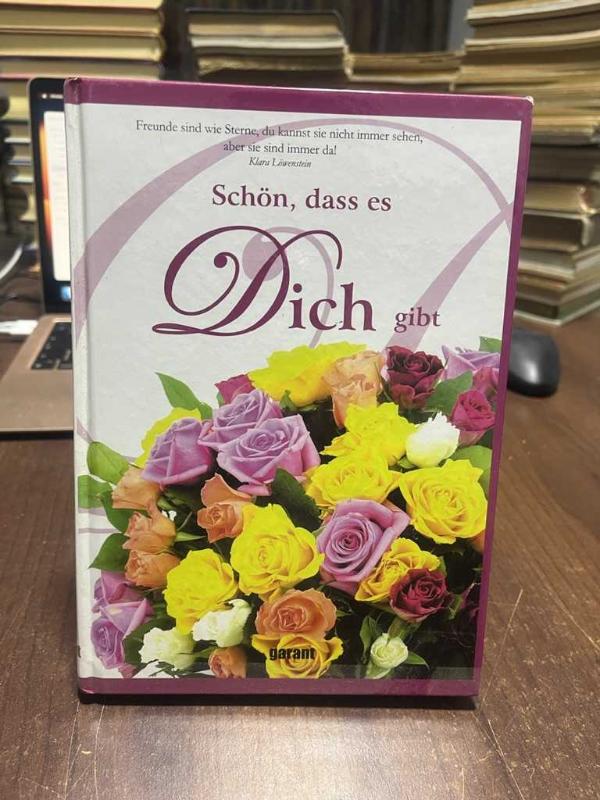 Freunde sind wie Sterne, du kannst sie nicht immer sehen,
aber sie sind immer da!
Klara Löwenstein
Schön, dass es
Dich gibt
garant